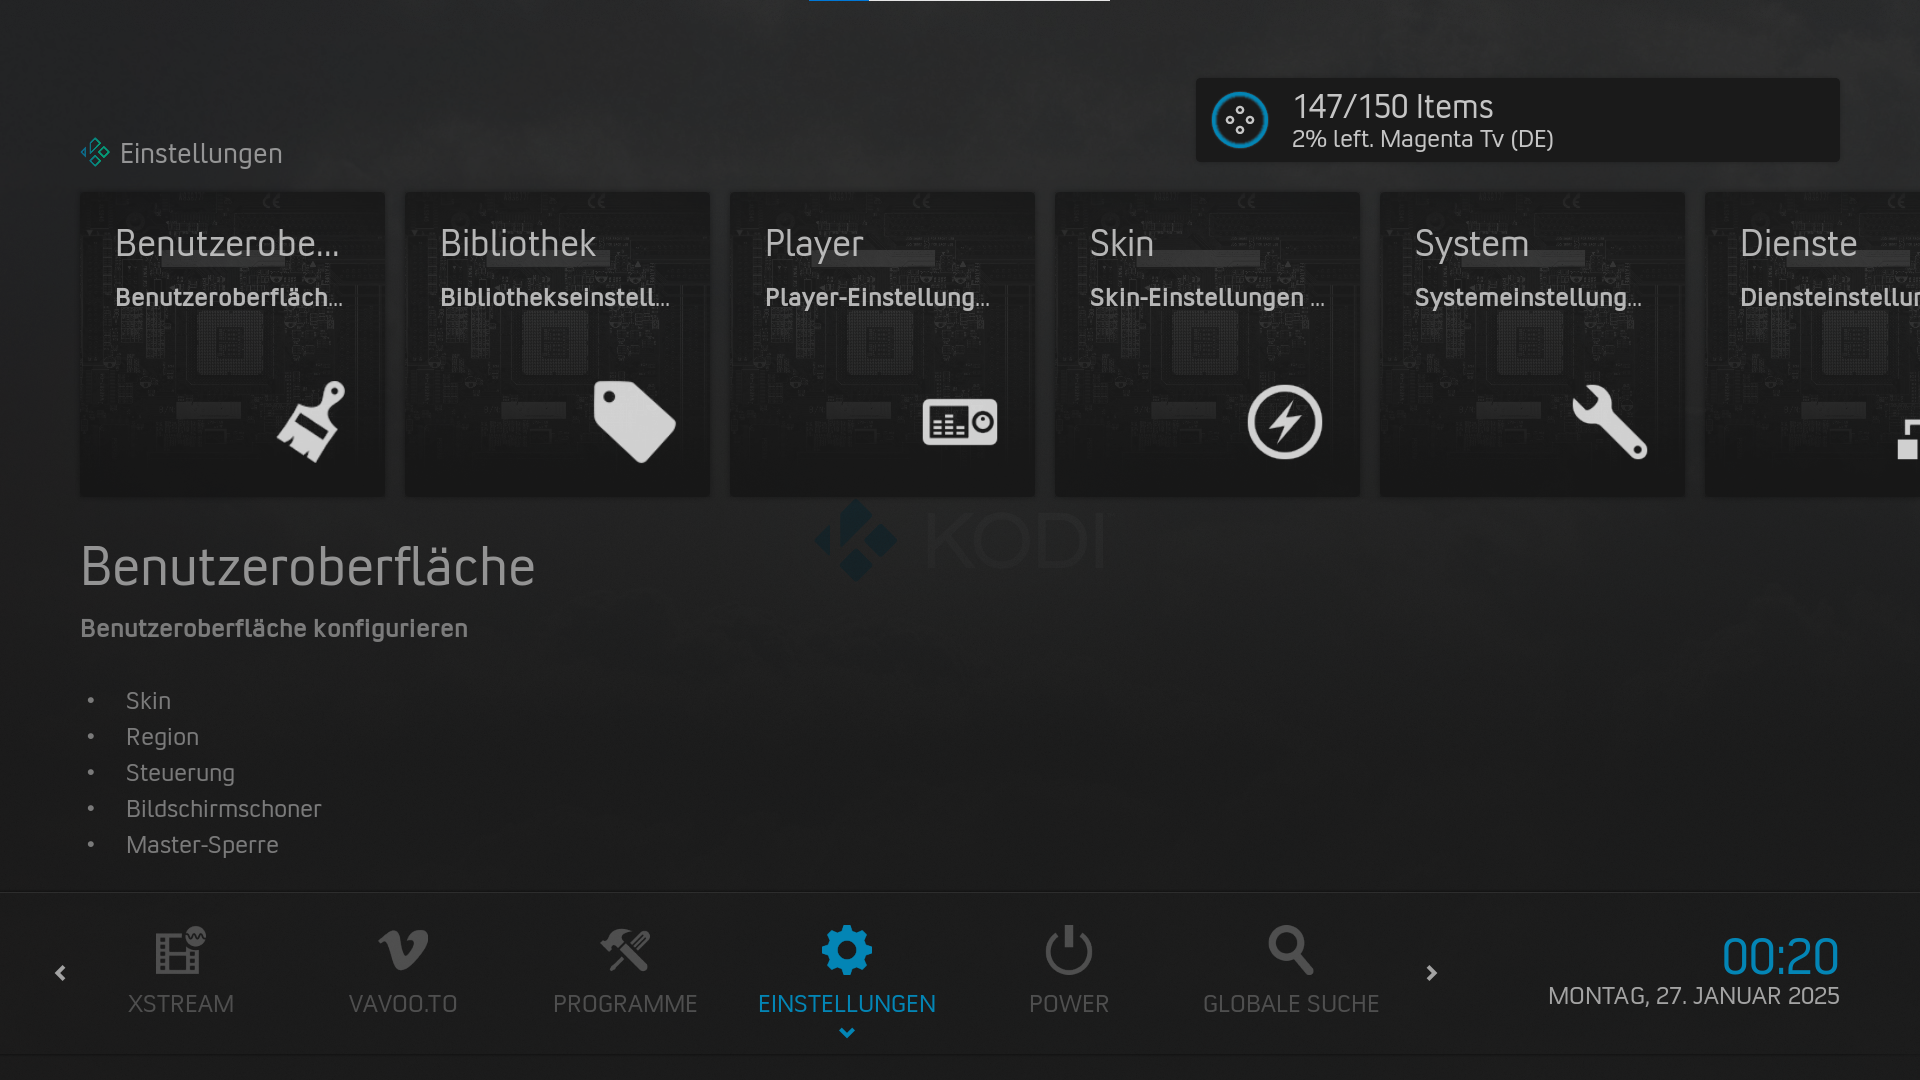 147/150 Items
2% left. Magenta Tv (DE)
Einstellungen
Benutzerobe...
Benutzeroberfläch...
Bibliothek
Bibliothekseinstell...
Player
Player-Einstellung...
Skin
Skin-Einstellungen ...
System
Systemeinstellung...
Dienste
Diensteinstellun
KODI
Benutzeroberfläche
Benutzeroberfläche konfigurieren
• Skin
• Region
• Steuerung
• Bildschirmschoner
• Master-Sperre
XSTREAM
VAVOO.TO
PROGRAMME
EINSTELLUNGEN
POWER
GLOBALE SUCHE
00:20
MONTAG, 27. JANUAR 2025